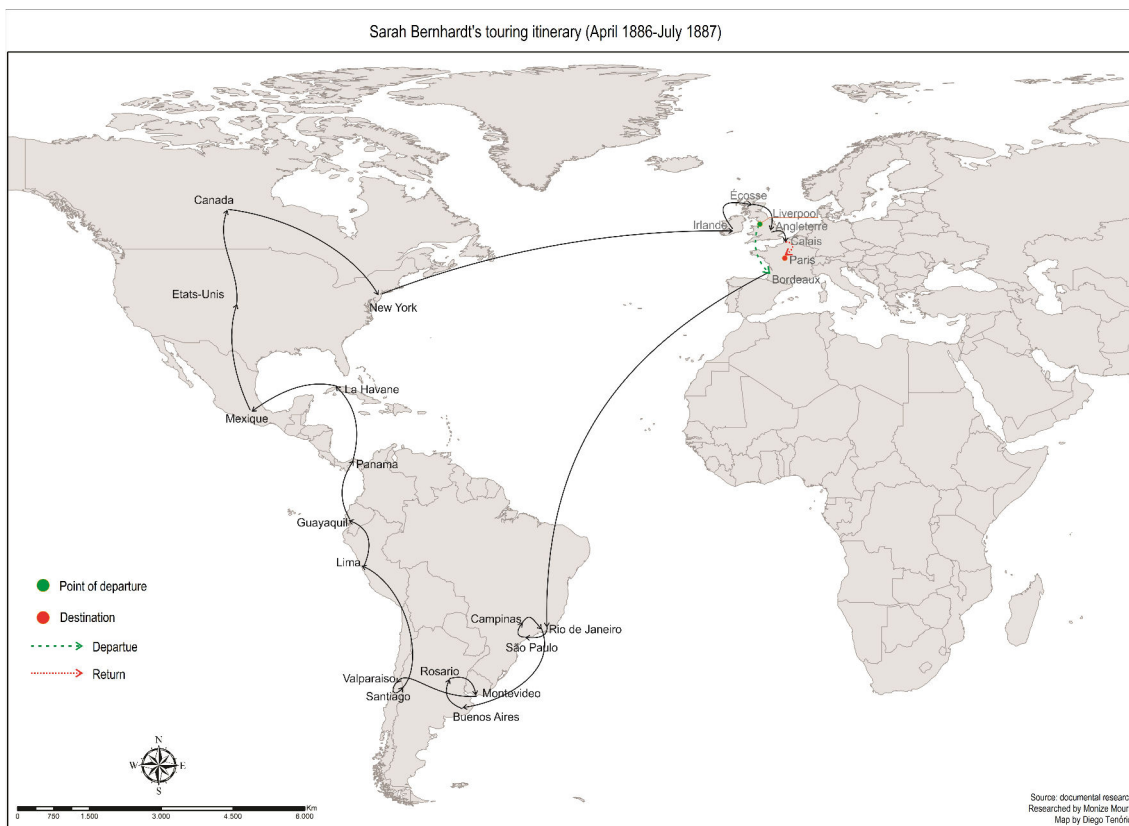 Sarah Bernhardt's touring itinerary (April 1886-July 1887)
Canada
Écosse
Liverpool
Irlande
Angleterre
Calais
Paris
Bordeaux
Etats-Unis
New York
La Havane
Mexique
Panama
Guayaquil
Lima
Campinas
Rio de Janeiro
São Paulo
Rosario
Valparaiso
Santiago
Montevideo
Buenos Aires
Point of departure
Destination
Departue
Return
N
W E
S
0 750 1.500 3.000 4.500 6.000
Km
Source: documental researc
Researched by Monize Mour
Map by Diego Tenóri